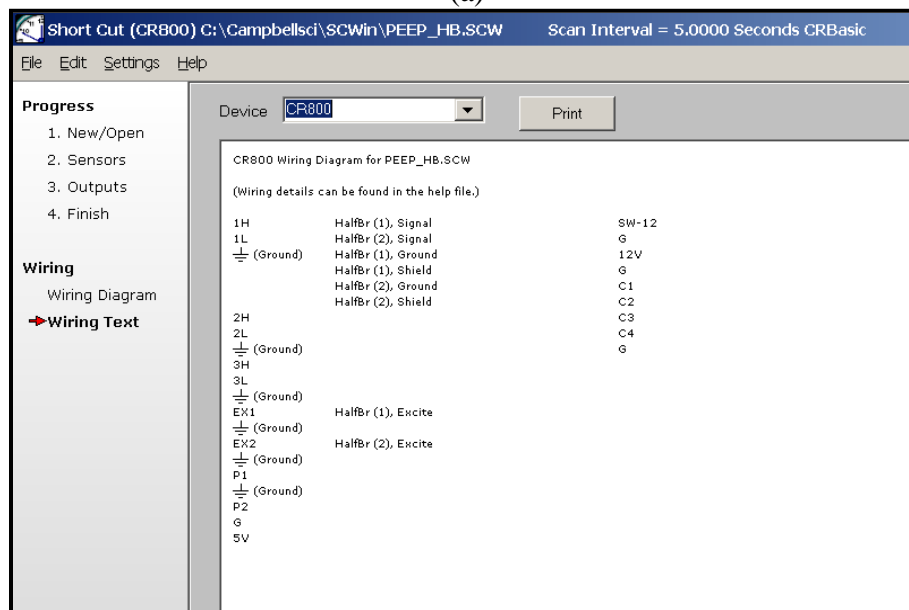 (a)
Short Cut (CR800) C:\Campbellsci\SCWin\PEEP_HB.SCW Scan Interval = 5.0000 Seconds CRBasic
File Edit Settings Help
Progress
1. New/Open
2. Sensors
3. Outputs
4. Finish
Wiring
Wiring Diagram
Wiring Text
Device CR800 Print
CR800 Wiring Diagram for PEEP_HB.SCW
(Wiring details can be found in the help file.)
1H HalfBr (1), Signal SW-12
1L HalfBr (2), Signal G
(Ground) HalfBr (1), Ground 12V
HalfBr (1), Shield G
HalfBr (2), Ground C1
HalfBr (2), Shield C2
2H C3
2L C4
(Ground) G
3H
3L
(Ground)
EX1 HalfBr (1), Excite
(Ground)
EX2 HalfBr (2), Excite
(Ground)
P1
(Ground)
P2
G
5V